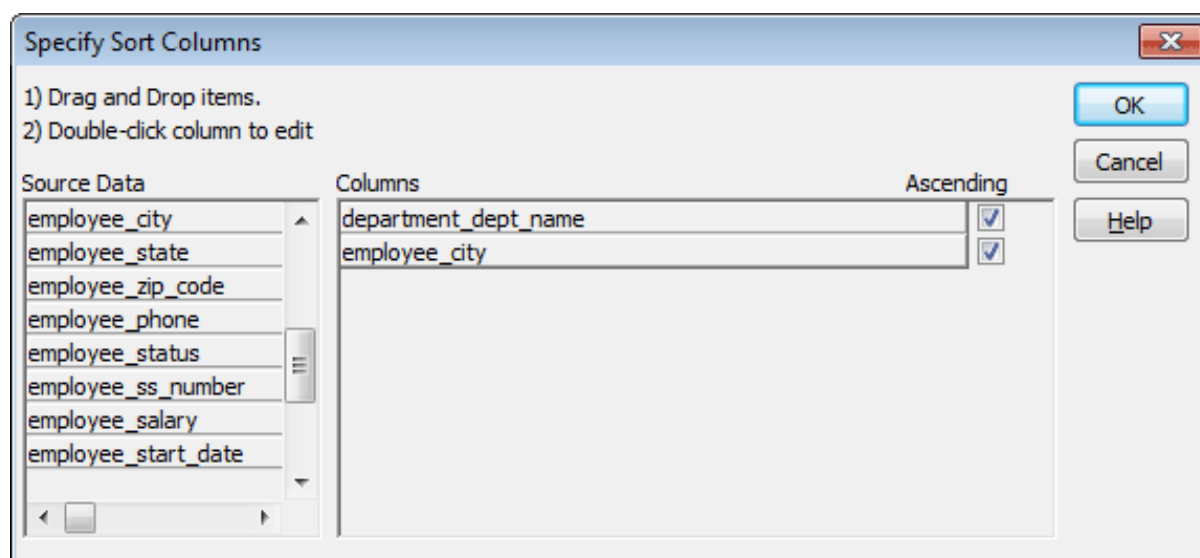 Specify Sort Columns
1) Drag and Drop items.
2) Double-click column to edit
OK
Cancel
Help
Source Data
employee_city
employee_state
employee_zip_code
employee_phone
employee_status
employee_ss_number
employee_salary
employee_start_date
Columns Ascending
department_dept_name
employee_city